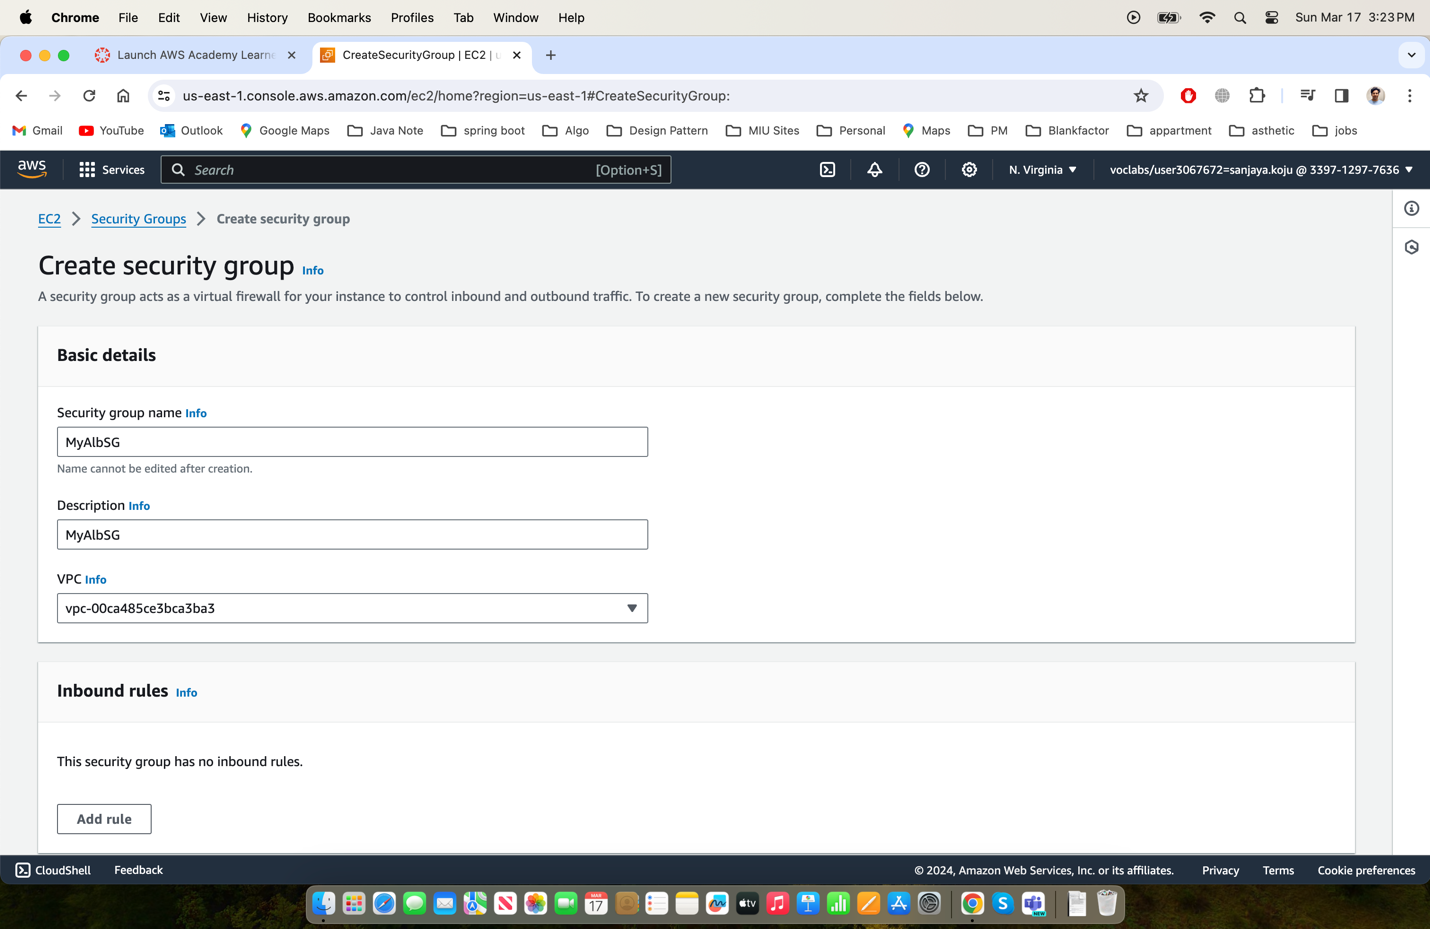 Chrome File Edit View History Bookmarks Profiles Tab Window Help Sun Mar 17 3:23 PM
Launch AWS Academy Learne CreateSecurityGroup | EC2 | u
us-east-1.console.aws.amazon.com/ec2/home?region=us-east-1#CreateSecurityGroup:
Gmail YouTube Outlook Google Maps Java Note spring boot Algo Design Pattern MIU Sites Personal Maps PM Blankfactor appartment asthetic jobs
aws Services Search [Option+S] N. Virginia voclabs/user3067672=sanjaya.koju @ 3397-1297-7636
EC2 Security Groups Create security group
Create security group Info
A security group acts as a virtual firewall for your instance to control inbound and outbound traffic. To create a new security group, complete the fields below.
Basic details
Security group name Info
MyAlbSG
Name cannot be edited after creation.
Description Info
MyAlbSG
VPC Info
vpc-00ca485ce3bca3ba3
Inbound rules Info
This security group has no inbound rules.
Add rule
CloudShell Feedback © 2024, Amazon Web Services, Inc. or its affiliates. Privacy Terms Cookie preferences
MAR
17
tv
NEW